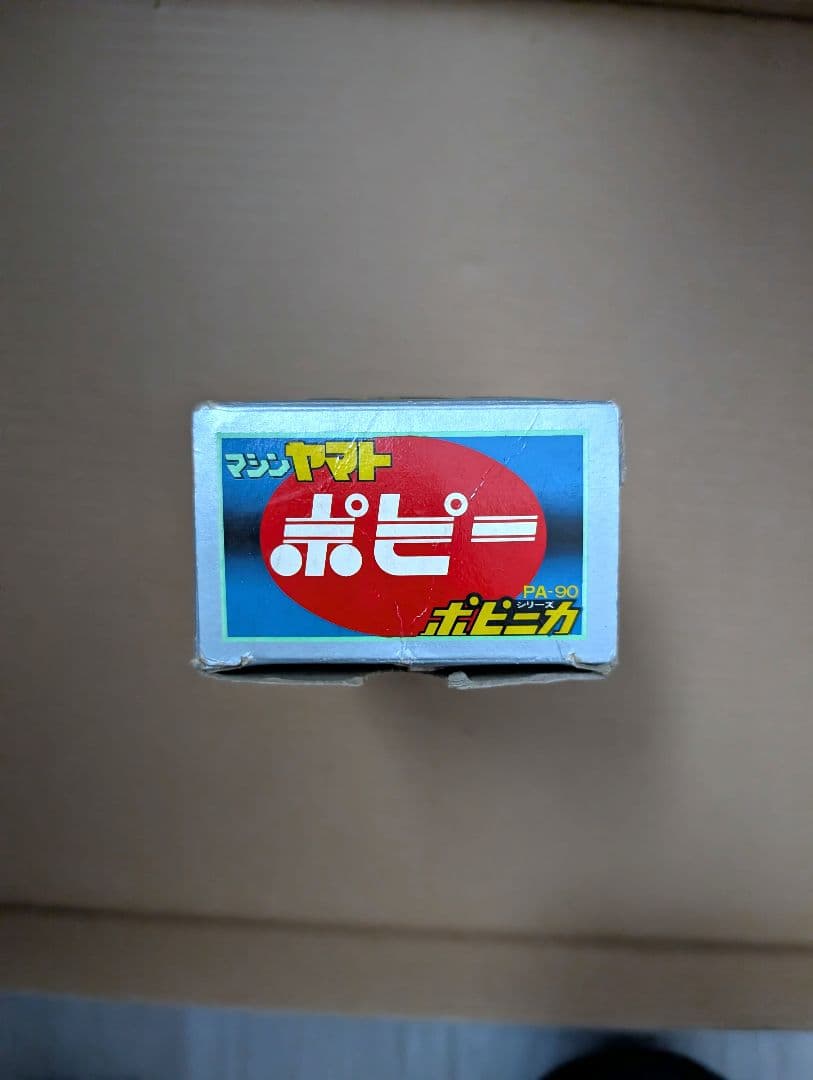 マシンヤマト
ポピー
PA-90
シリーズ
ポピニカ